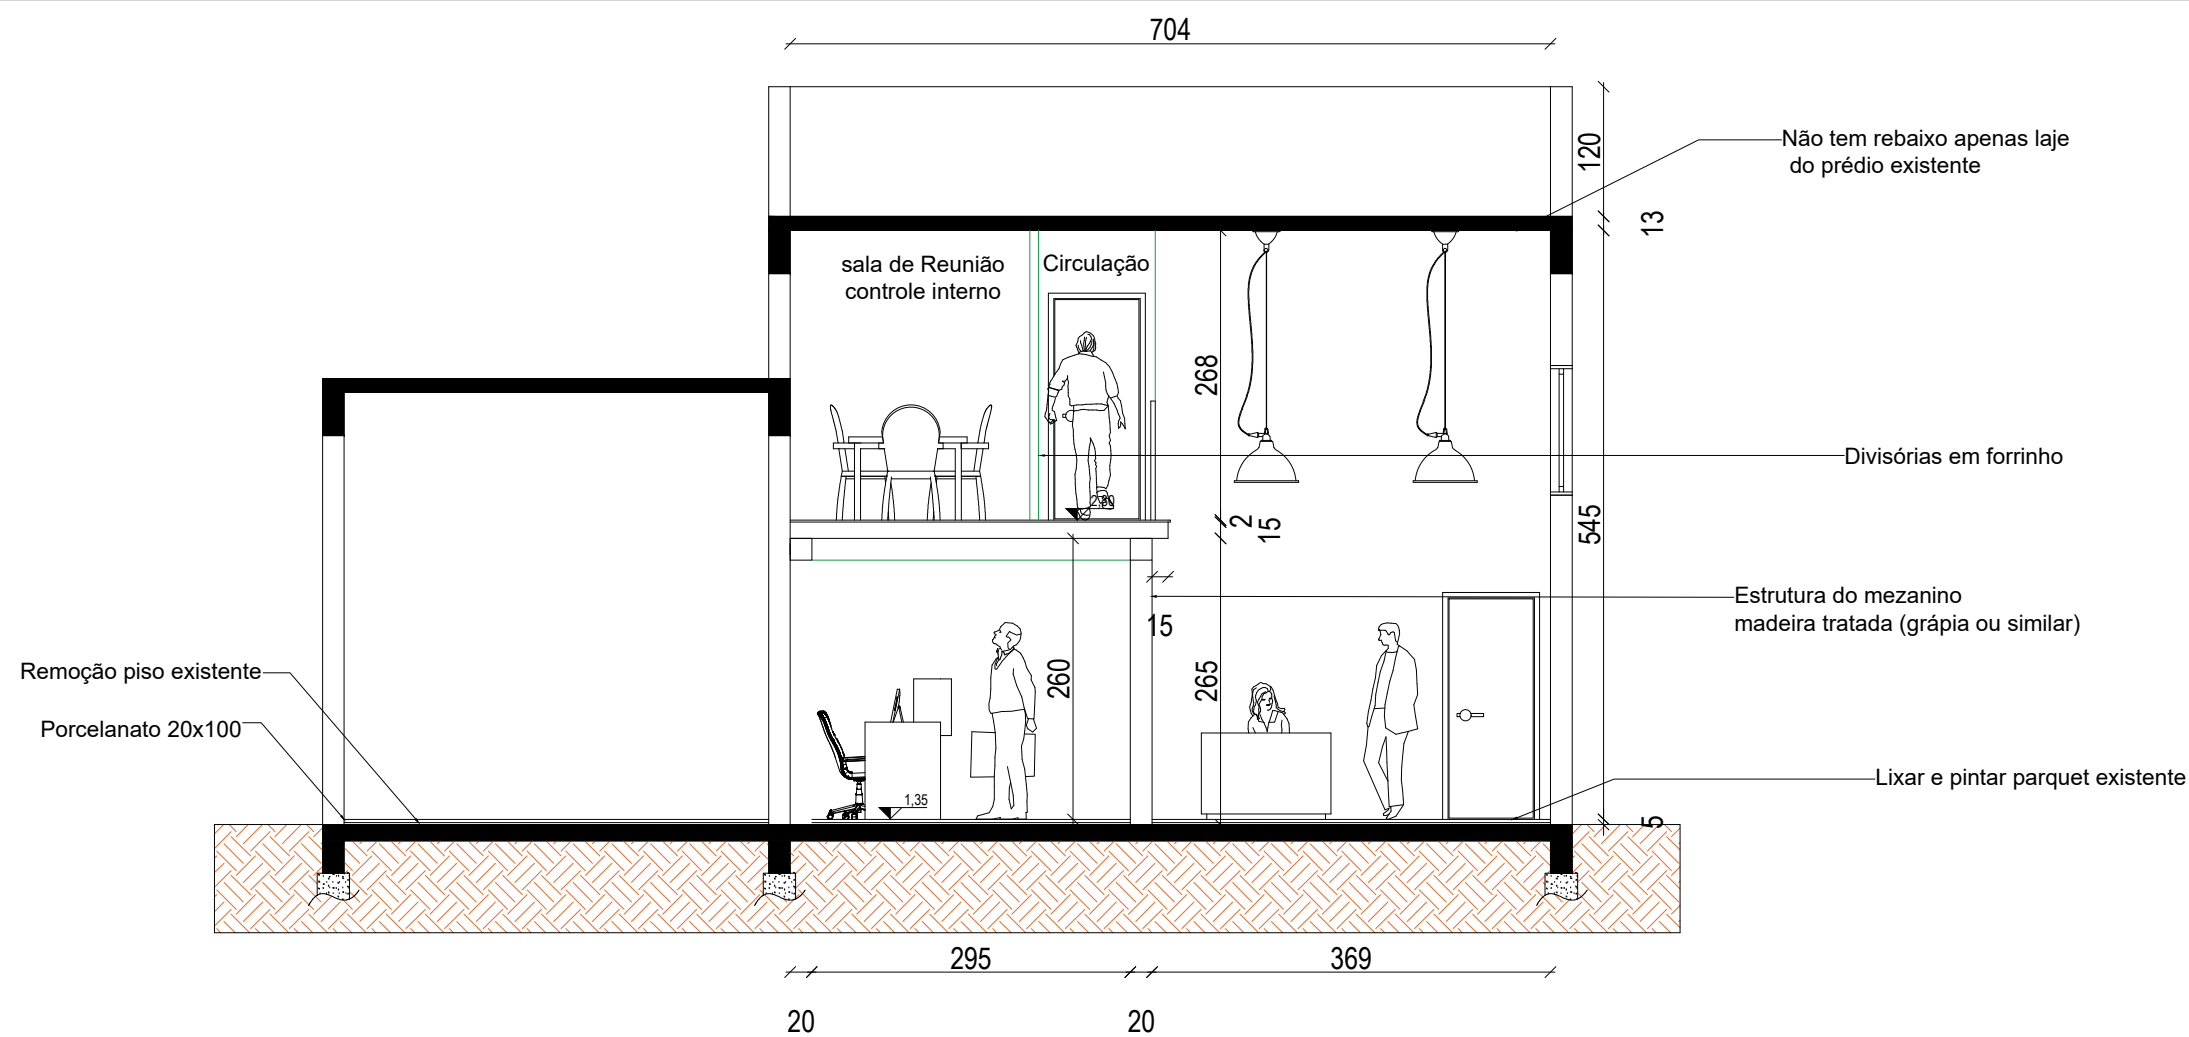 704
120
Não tem rebaixo apenas laje
do prédio existente
13
sala de Reunião
controle interno
Circulação
268
Divisórias em forrinho
2,80
2
15
545
Estrutura do mezanino
madeira tratada (grápia ou similar)
15
260
265
Remoção piso existente
Porcelanato 20x100
Lixar e pintar parquet existente
1,35
5
295
369
20
20